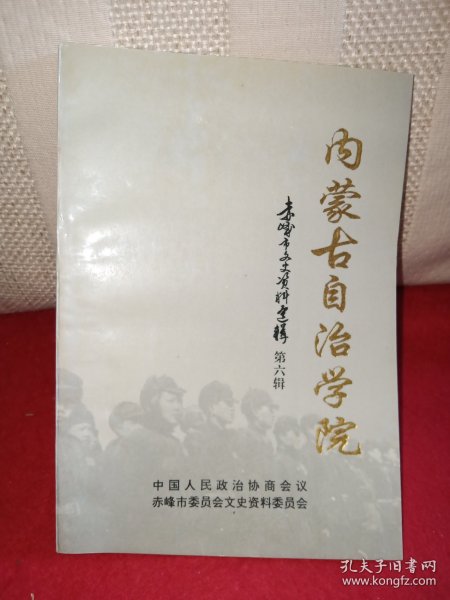 内蒙古自治学院
赤峰市文史资料选辑 第六辑
中国人民政治协商会议
赤峰市委员会文史资料委员会
孔夫子旧书网
www.kongfz.com